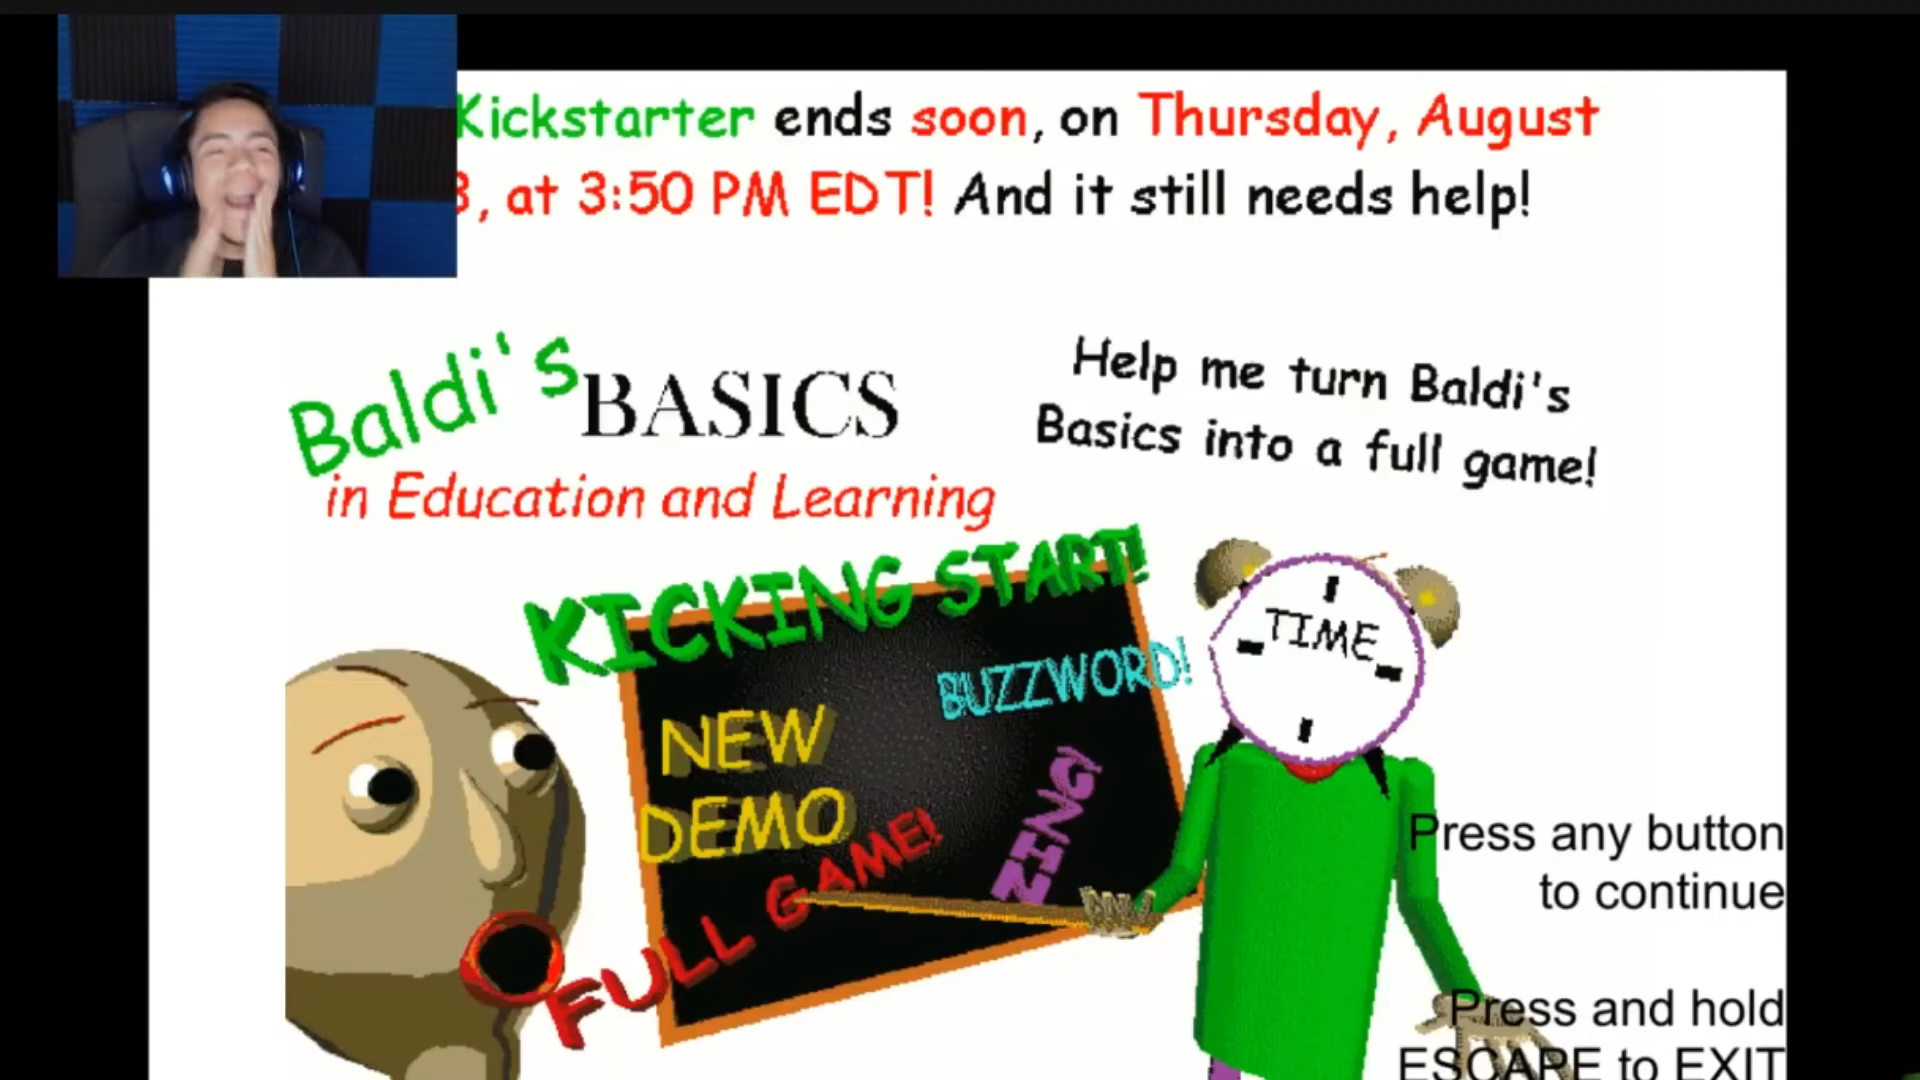 Kickstarter ends soon, on Thursday, August
3, at 3:50 PM EDT! And it still needs help!
Baldi's BASICS
in Education and Learning
Help me turn Baldi's
Basics into a full game!
KICKING START!
BUZZWORD!
NEW
DEMO
ZING!
FULL GAME!
TIME
Press any button
to continue
Press and hold
ESCAPE to EXIT